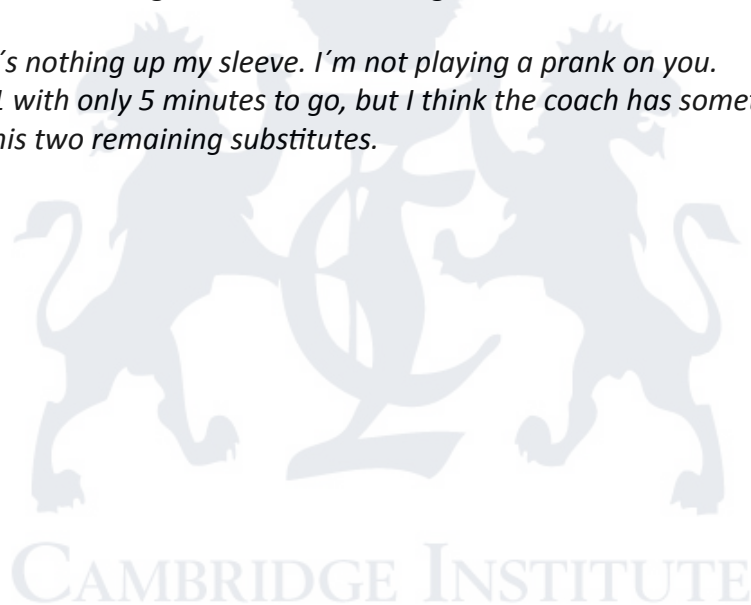 ´s nothing up my sleeve. I´m not playing a prank on you.
1 with only 5 minutes to go, but I think the coach has
his two remaining substitutes.
CAMBRIDGE INSTITUTE